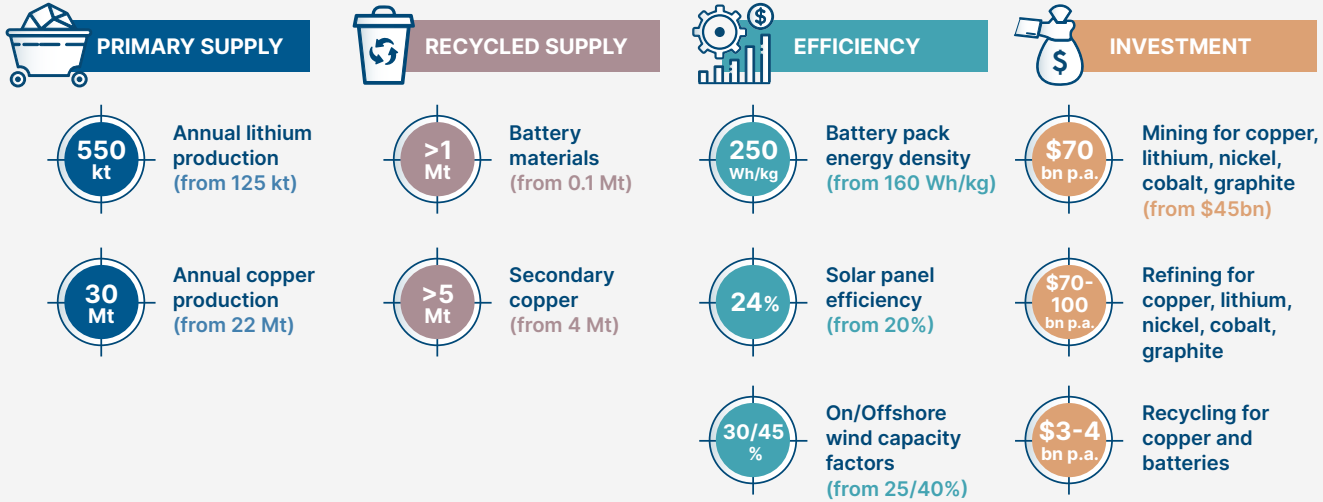 PRIMARY SUPPLY
550
kt
Annual lithium
production
(from 125 kt)
30
Mt
Annual copper
production
(from 22 Mt)
RECYCLED SUPPLY
>1
Mt
Battery
materials
(from 0.1 Mt)
>5
Mt
Secondary
copper
(from 4 Mt)
$
EFFICIENCY
250
Wh/kg
Battery pack
energy density
(from 160 Wh/kg)
24%
Solar panel
efficiency
(from 20%)
30/45
%
On/Offshore
wind capacity
factors
(from 25/40%)
$
INVESTMENT
$70
bn p.a.
Mining for copper,
lithium, nickel,
cobalt, graphite
(from $45bn)
$70-
100
bn p.a.
Refining for
copper, lithium,
nickel, cobalt,
graphite
$3-4
bn p.a.
Recycling for
copper and
batteries